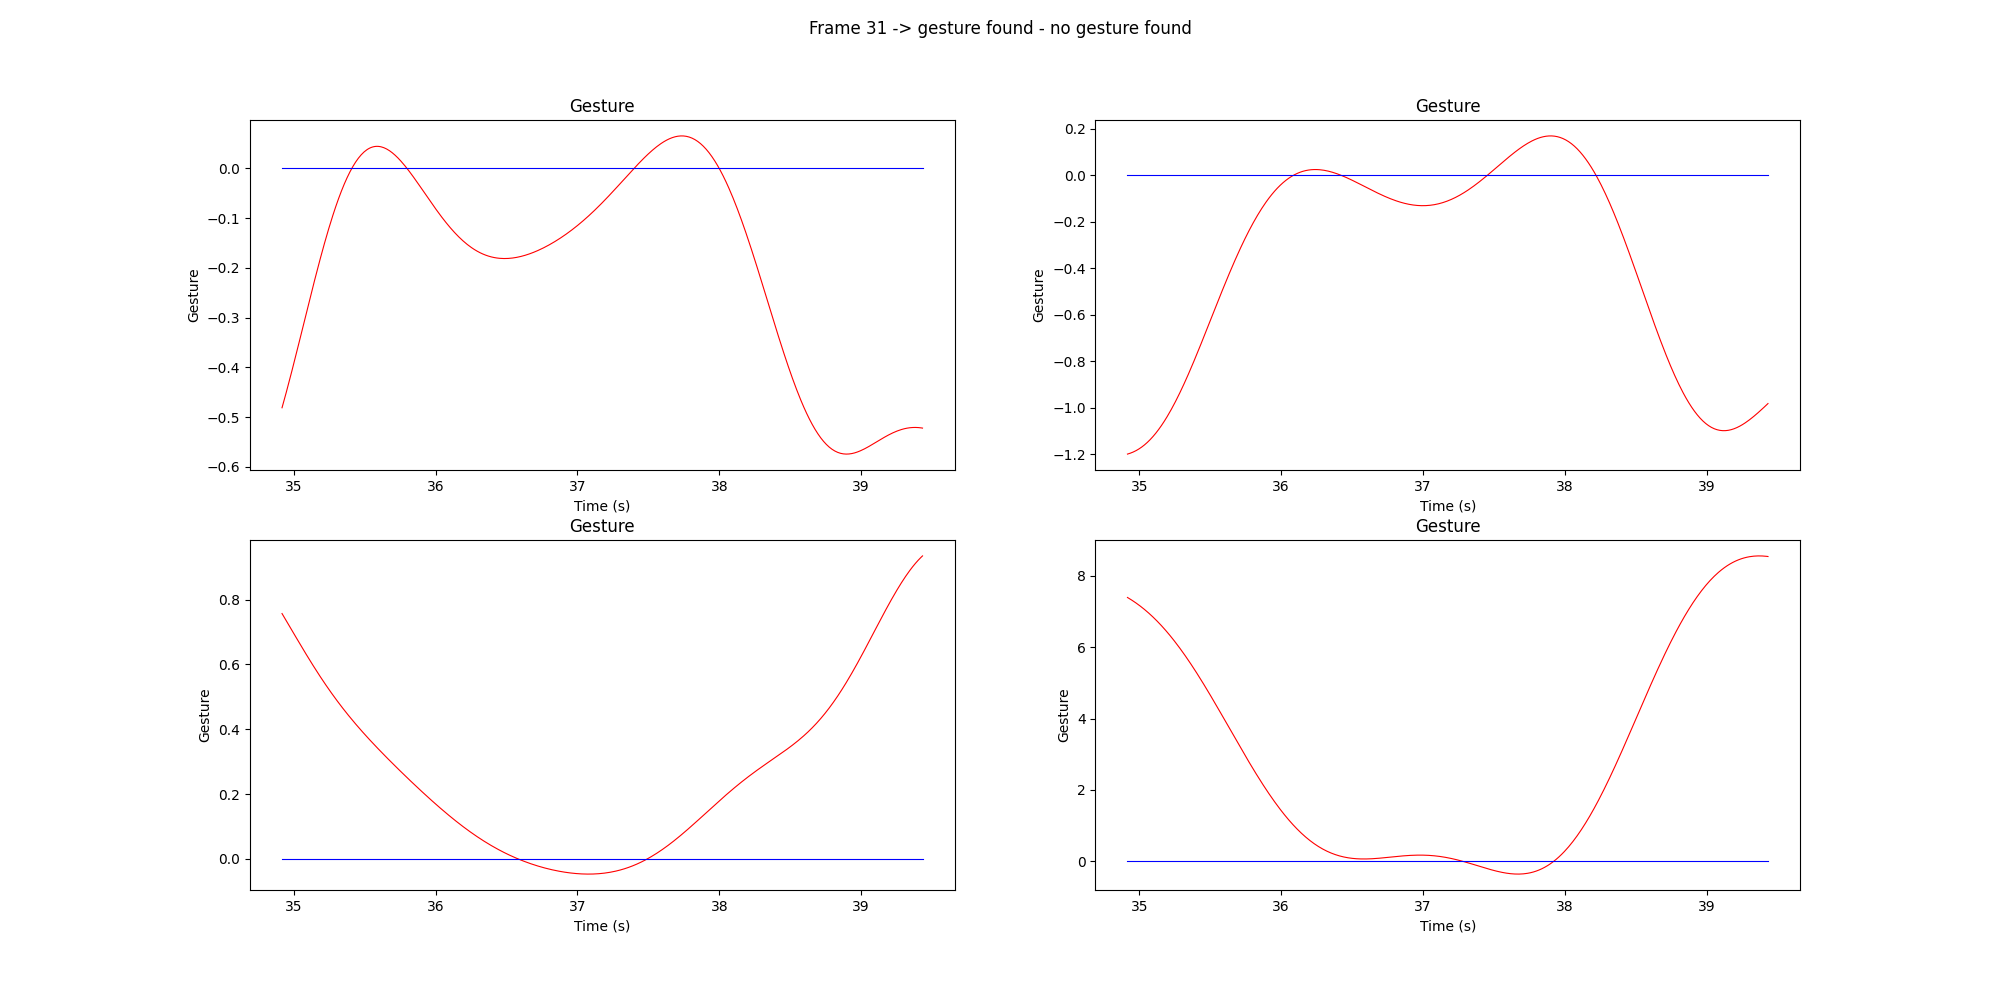 Frame 31 -> gesture found - no gesture found
Gesture
Gesture
0.0
−0.1
−0.2
−0.3
−0.4
−0.5
−0.6
35 36 37 38 39
Time (s)
Gesture
Gesture
0.2
0.0
−0.2
−0.4
−0.6
−0.8
−1.0
−1.2
35 36 37 38 39
Time (s)
Gesture
Gesture
0.8
0.6
0.4
0.2
0.0
35 36 37 38 39
Time (s)
Gesture
Gesture
8
6
4
2
0
35 36 37 38 39
Time (s)